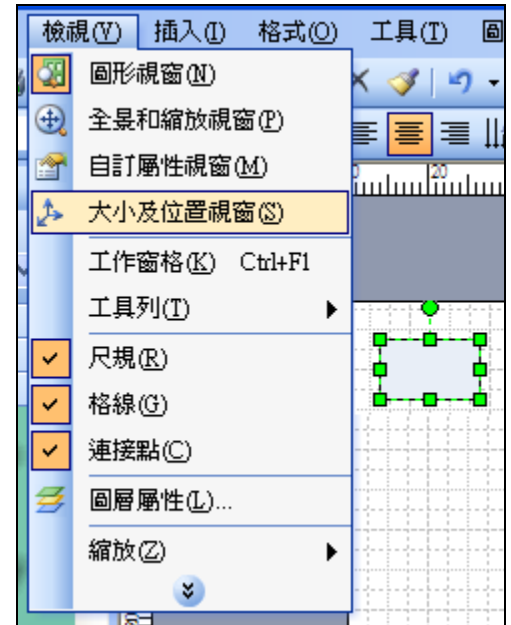 檢視(V) 插入(I) 格式(O) 工具(T) 圖
圖形視窗(N)
全景和縮放視窗(P)
自訂屬性視窗(M)
20
大小及位置視窗(S)
工作窗格(K) Ctrl+F1
工具列(T)
尺規(R)
格線(G)
連接點(C)
圖層屬性(L)...
縮放(Z)